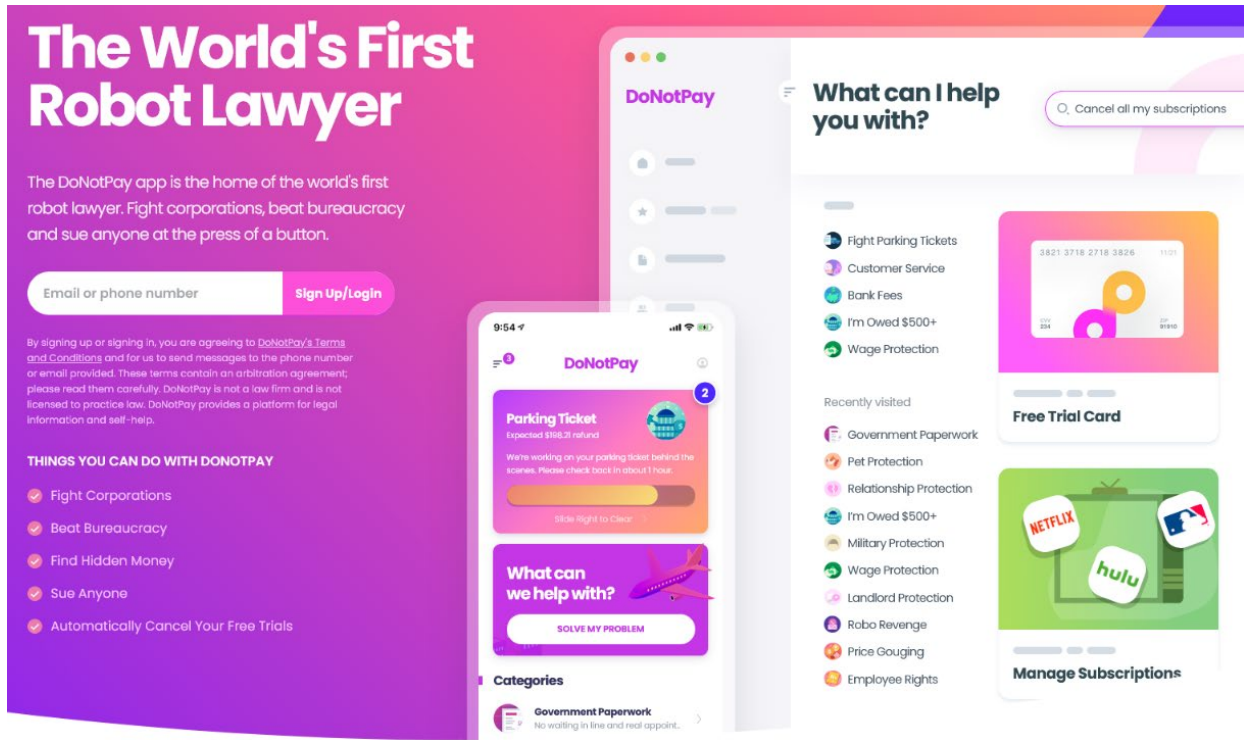 The World's First
Robot Lawyer
The DoNotPay app is the home of the world's first
robot lawyer. Fight corporations, beat bureaucracy
and sue anyone at the press of a button.
Email or phone number
Sign Up/Login
By signing up or signing in, you are agreeing to DoNotPay's Terms
and Conditions and for us to send messages to the phone number
or email provided. These terms contain an arbitration agreement;
please read them carefully. DoNotPay is not a law firm and is not
licensed to practice law. DoNotPay provides a platform for legal
information and self-help.
THINGS YOU CAN DO WITH DONOTPAY
Fight Corporations
Beat Bureaucracy
Find Hidden Money
Sue Anyone
Automatically Cancel Your Free Trials
9:54
3
DoNotPay
2
Parking Ticket
Expected $198.21 refund
We're working on your parking ticket behind the
scenes. Please check back in about 1 hour.
Slide Right to Clear
What can
we help with?
SOLVE MY PROBLEM
Categories
Government Paperwork
No waiting in line and real appoint..
DoNotPay
What can I help
you with?
Cancel all my subscriptions
Fight Parking Tickets
Customer Service
Bank Fees
I'm Owed $500+
Wage Protection
Recently visited
Government Paperwork
Pet Protection
Relationship Protection
I'm Owed $500+
Military Protection
Wage Protection
Landlord Protection
Robo Revenge
Price Gouging
Employee Rights
3821 3718 2718 3826
11/21
CVV
234
ZIP
91910
Free Trial Card
NETFLIX
hulu
Manage Subscriptions